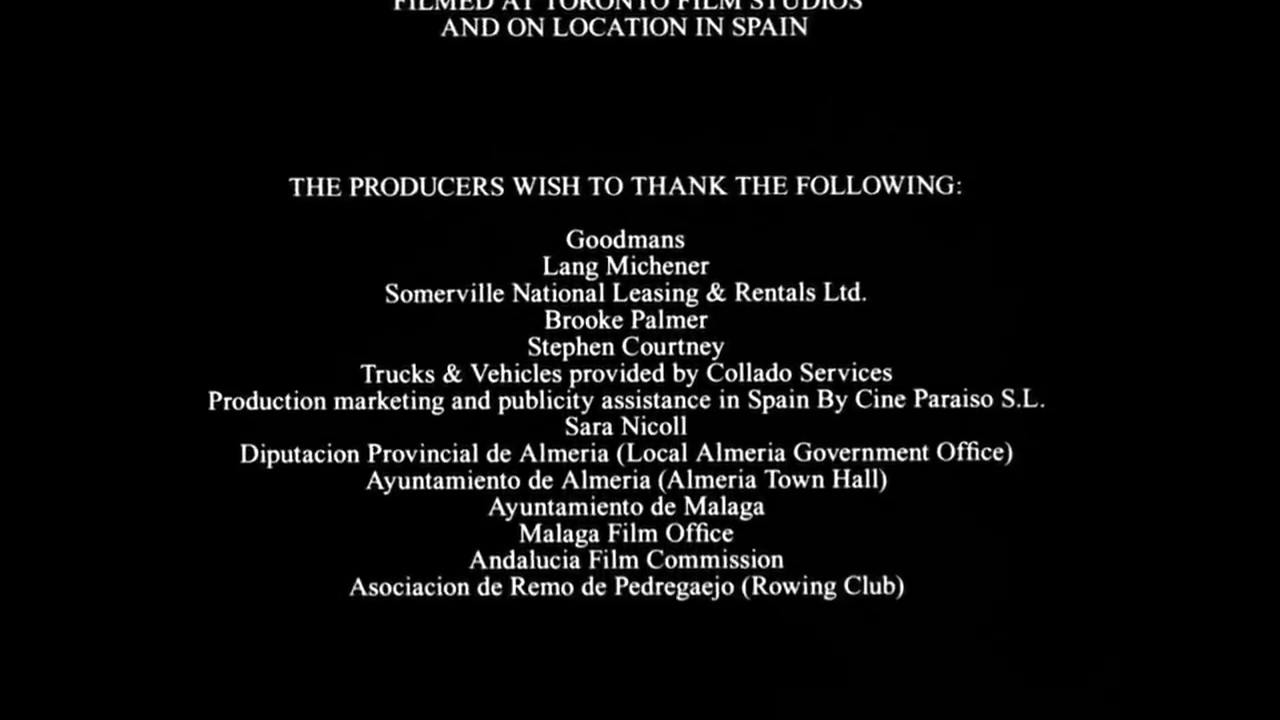 FILMED AT TORONTO FILM STUDIOS
AND ON LOCATION IN SPAIN
THE PRODUCERS WISH TO THANK THE FOLLOWING:
Goodmans
Lang Michener
Somerville National Leasing & Rentals Ltd.
Brooke Palmer
Stephen Courtney
Trucks & Vehicles provided by Collado Services
Production marketing and publicity assistance in Spain By Cine Paraiso S.L.
Sara Nicoll
Diputacion Provincial de Almeria (Local Almeria Government Office)
Ayuntamiento de Almeria (Almeria Town Hall)
Ayuntamiento de Malaga
Malaga Film Office
Andalucia Film Commission
Asociacion de Remo de Pedregaejo (Rowing Club)